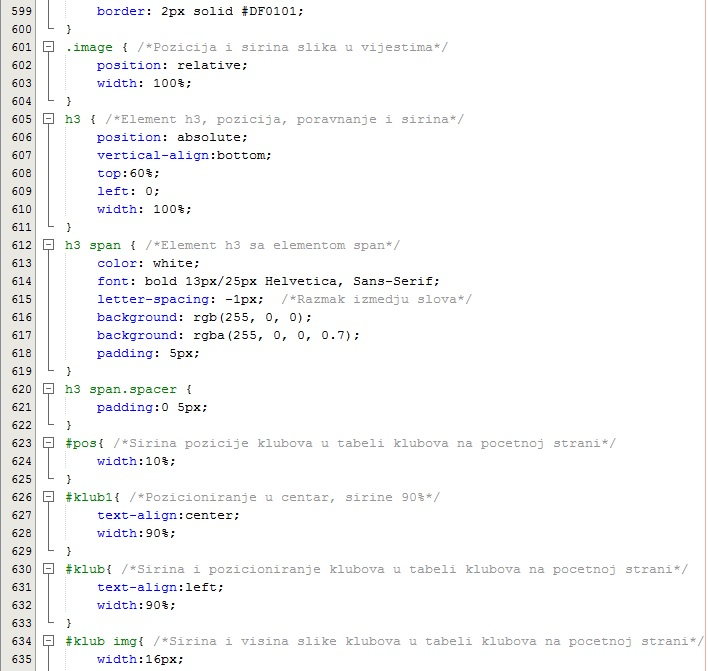 599 border: 2px solid #DF0101;
600 }
601 .image { /*Pozicija i sirina slika u vijestima*/
602 position: relative;
603 width: 100%;
604 }
605 h3 { /*Element h3, pozicija, poravnanje i sirina*/
606 position: absolute;
607 vertical-align:bottom;
608 top:60%;
609 left: 0;
610 width: 100%;
611 }
612 h3 span { /*Element h3 sa elementom span*/
613 color: white;
614 font: bold 13px/25px Helvetica, Sans-Serif;
615 letter-spacing: -1px; /*Razmak izmedju slova*/
616 background: rgb(255, 0, 0);
617 background: rgba(255, 0, 0, 0.7);
618 padding: 5px;
619 }
620 h3 span.spacer {
621 padding:0 5px;
622 }
623 #pos{ /*Sirina pozicije klubova u tabeli klubova na pocetnoj strani*/
624 width:10%;
625 }
626 #klub1{ /*Pozicioniranje u centar, sirine 90%*/
627 text-align:center;
628 width:90%;
629 }
630 #klub{ /*Sirina i pozicioniranje klubova u tabeli klubova na pocetnoj strani*/
631 text-align:left;
632 width:90%;
633 }
634 #klub img{ /*Sirina i visina slike klubova u tabeli klubova na pocetnoj strani*/
635 width:16px;